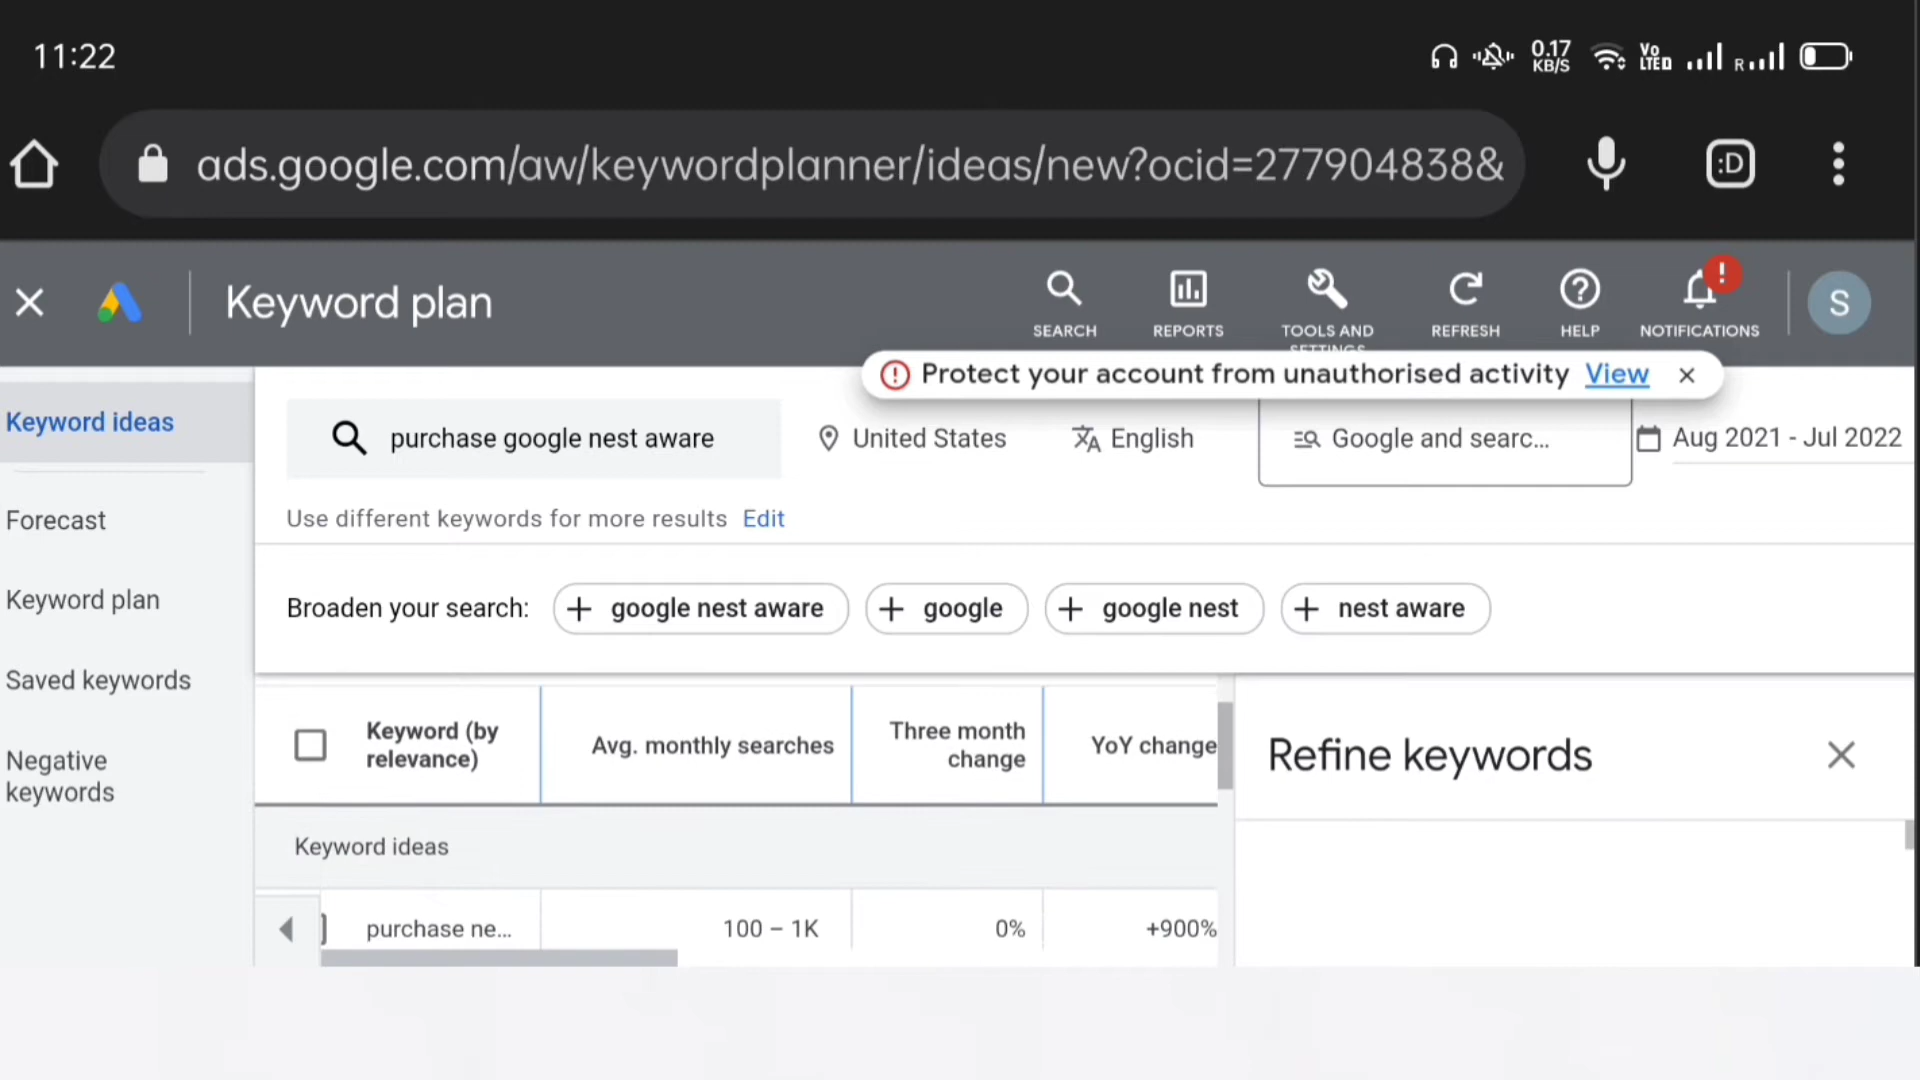 11:22
0.17
KB/S
Vo
LTED
R
ads.google.com/aw/keywordplanner/ideas/new?ocid=277904838&
:D
Keyword plan
SEARCH
REPORTS
TOOLS AND
SETTINGS
REFRESH
HELP
!
NOTIFICATIONS
S
Protect your account from unauthorised activity View
Keyword ideas
Forecast
Keyword plan
Saved keywords
Negative
keywords
purchase google nest aware
United States
English
Google and searc...
Aug 2021 - Jul 2022
Use different keywords for more results Edit
Broaden your search:
+ google nest aware
+ google
+ google nest
+ nest aware
Keyword (by
relevance)
Avg. monthly searches
Three month
change
YoY change
Refine keywords
Keyword ideas
purchase ne...
100 – 1K
0%
+900%